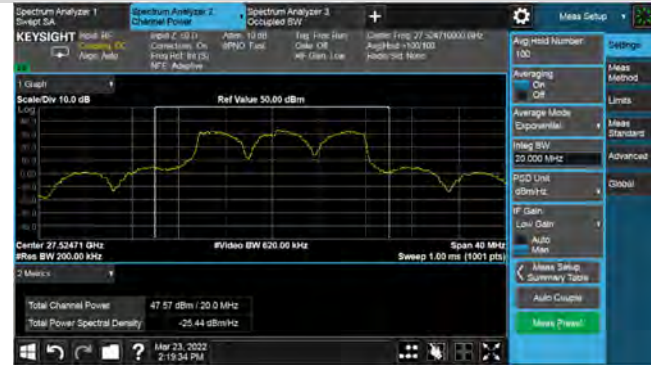 Spectrum Analyzer 1
Swept SA
Spectrum Analyzer 2
Channel Power
Spectrum Analyzer 3
Occupied BW
+
Meas Setup
KEYSIGHT Input: RF
Coupling: DC
Align: Auto
Input Z: 50 Ω
Corrections: On
Freq Ref: Int (S)
NFE: Adaptive
Atten: 10 dB
PNO: Fast
Trig: Free Run
Gate: Off
#IF Gain: Low
Center Freq: 27.524710000 GHz
Avg|Hold: >100/100
Radio Std: None
1 Graph
Scale/Div 10.0 dB
Ref Value 50.00 dBm
Log
0.00
Center 27.52471 GHz
#Res BW 200.00 kHz
#Video BW 620.00 kHz
Span 40 MHz
Sweep 1.00 ms (1001 pts)
2 Metrics
Total Channel Power 47.57 dBm / 20.0 MHz
Total Power Spectral Density -25.44 dBm/Hz
Mar 23, 2022
2:19:34 PM
?
Avg|Hold Number
100
Averaging
On
Off
Average Mode
Exponential
Integ BW
20.000 MHz
PSD Unit
dBm/Hz
IF Gain
Low Gain
Auto
Man
Meas Setup
Summary Table
Auto Couple
Meas Preset
Settings
Meas
Method
Limits
Meas
Standard
Advanced
Global